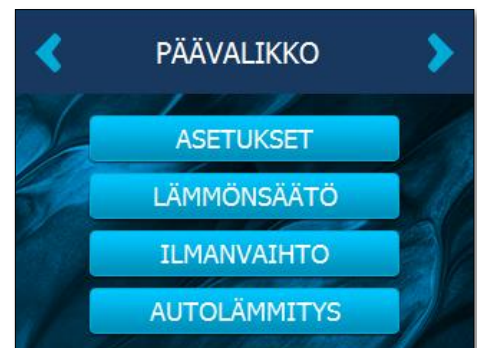 PÄÄVALIKKO
ASETUKSET
LÄMMÖNSÄÄTÖ
ILMANVAIHTO
AUTOLÄMMITYS